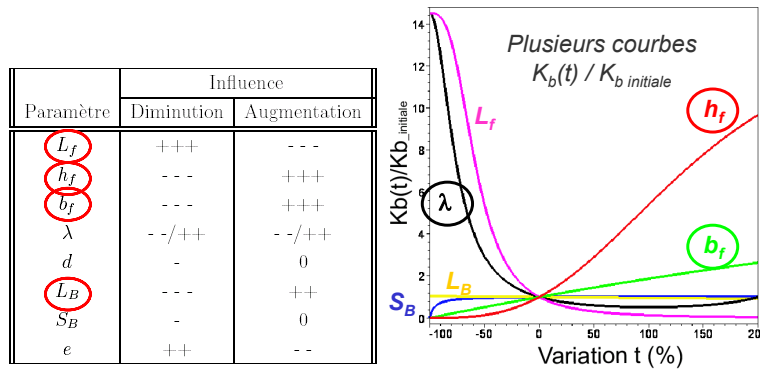 Influence
Paramètre Diminution Augmentation
L_f +++ - - -
h_f - - - +++
b_f - - - +++
λ - -/++ - -/++
d - 0
L_B - - - ++
S_B - 0
e ++ - -
Plusieurs courbes
K_b(t) / K_b initiale
Kb(t)/Kb_initiale
14
12
10
8
6
4
2
0
L_f
h_f
λ
b_f
L_B
S_B
-100 -50 0 50 100 150 200
Variation t (%)